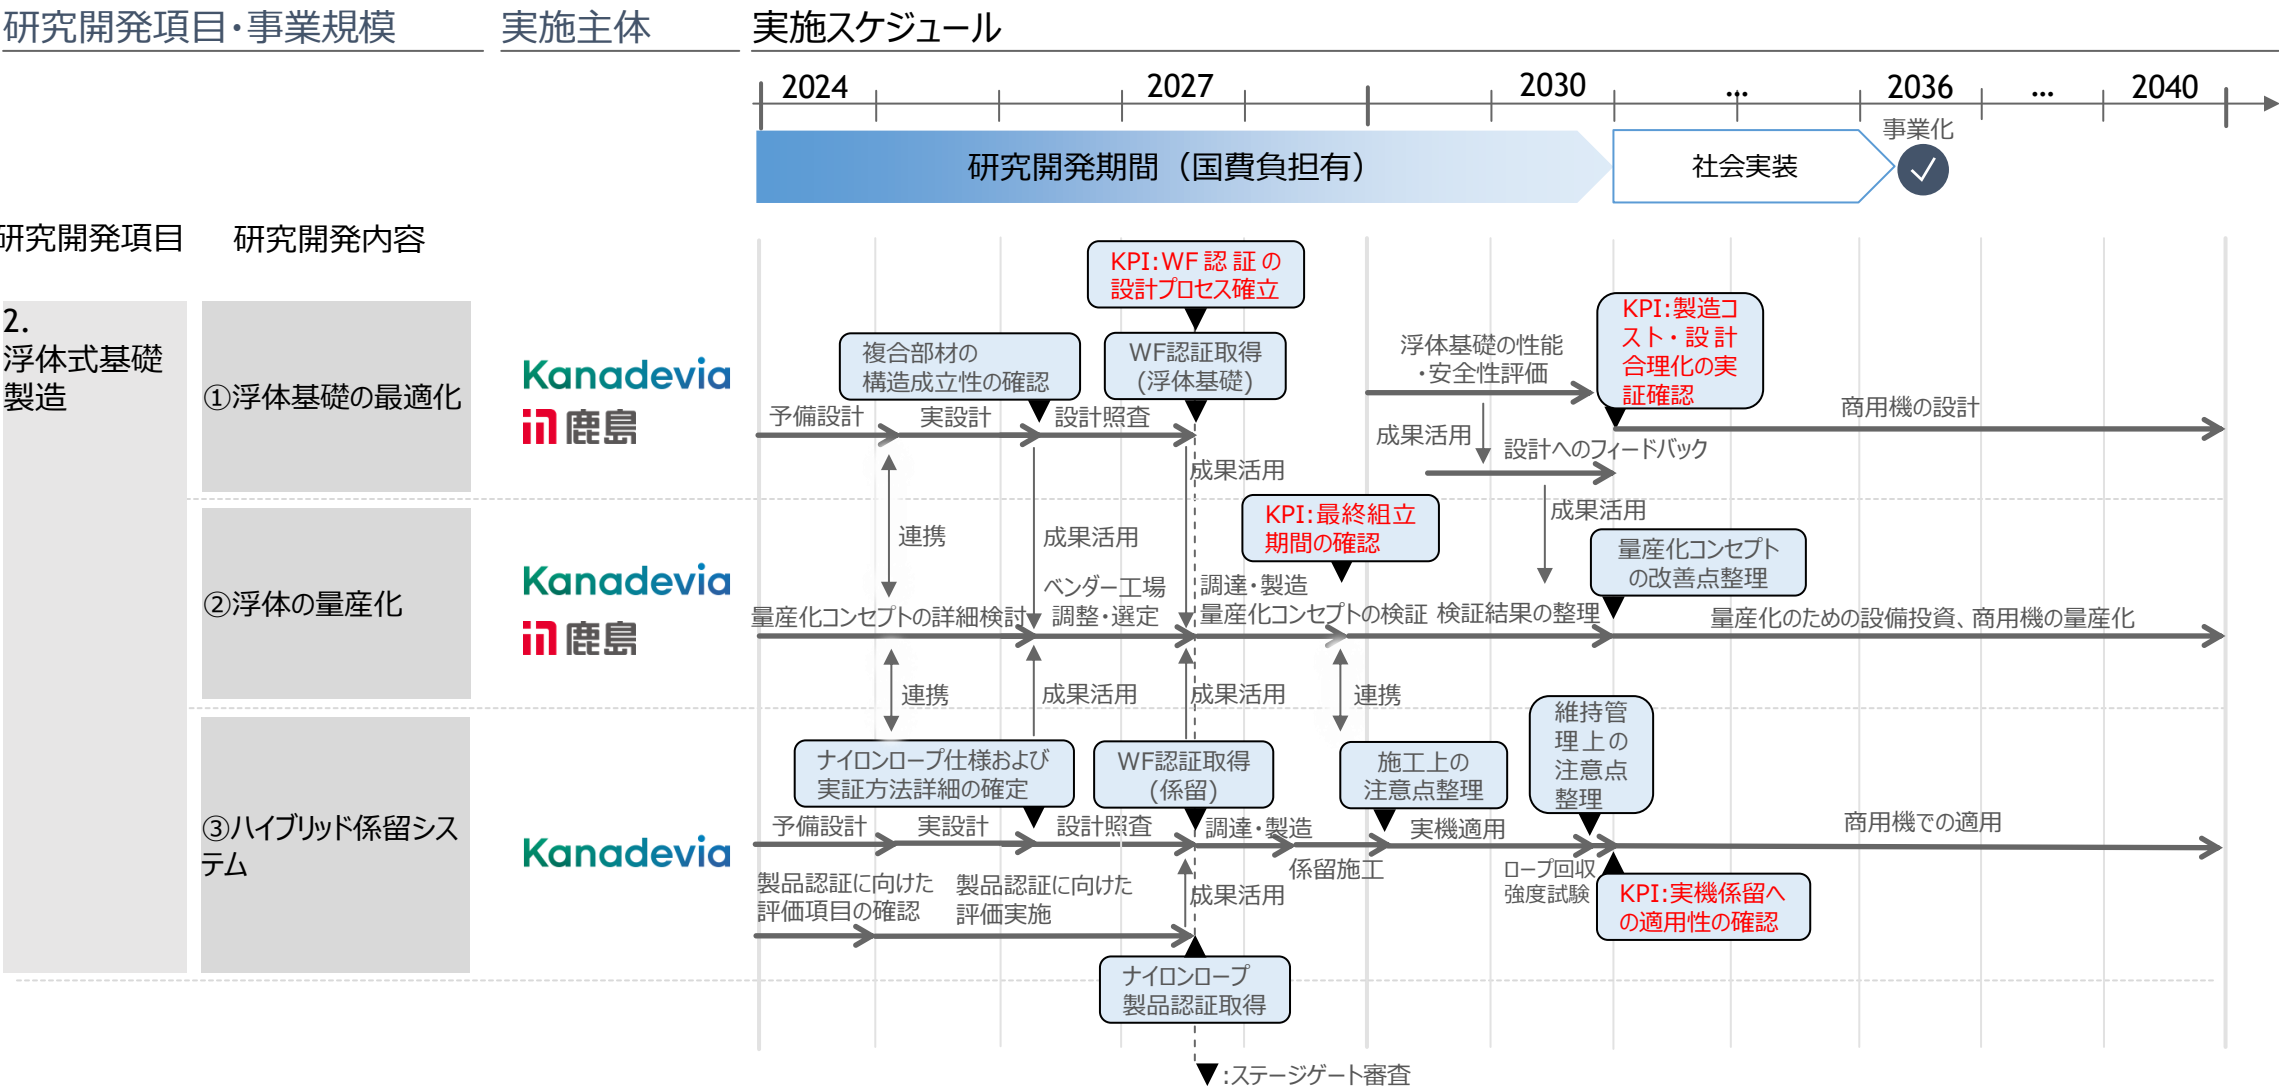 研究開発項目・事業規模
実施主体
実施スケジュール
2024
2027
2030
...
2036
...
2040
事業化
研究開発期間（国費負担有）
社会実装
研究開発項目
研究開発内容
2.
浮体式基礎
製造
①浮体基礎の最適化
Kanadevia
鹿島
KPI:WF認証の
設計プロセス確立
複合部材の
構造成立性の確認
WF認証取得
(浮体基礎)
浮体基礎の性能
・安全性評価
KPI:製造コ
スト・設計
合理化の実
証確認
予備設計
実設計
設計照査
商用機の設計
成果活用
設計へのフィードバック
成果活用
連携
成果活用
成果活用
KPI:最終組立
期間の確認
量産化コンセプト
の改善点整理
②浮体の量産化
Kanadevia
鹿島
量産化コンセプトの詳細検討
ベンダー工場
調整・選定
調達・製造
量産化コンセプトの検証
検証結果の整理
量産化のための設備投資、商用機の量産化
連携
成果活用
成果活用
連携
③ハイブリッド係留シス
テム
Kanadevia
ナイロンロープ仕様および
実証方法詳細の確定
WF認証取得
(係留)
施工上の
注意点整理
維持管
理上の
注意点
整理
予備設計
実設計
設計照査
調達・製造
係留施工
実機適用
ロープ回収
強度試験
商用機での適用
KPI:実機係留へ
の適用性の確認
製品認証に向けた
評価項目の確認
製品認証に向けた
評価実施
成果活用
ナイロンロープ
製品認証取得
▼:ステージゲート審査